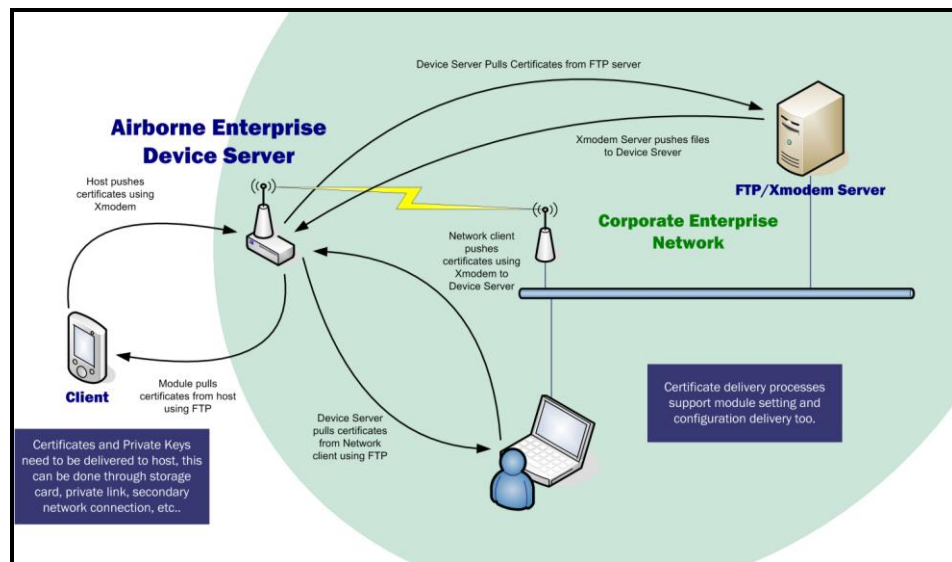 Device Server Pulls Certificates from FTP server
Airborne Enterprise
Device Server
Xmodem Server pushes files
to Device Srever
FTP/Xmodem Server
Host pushes
certificates using
Xmodem
Corporate Enterprise
Network
Network client
pushes
certificates using
Xmodem to
Device Server
Client
Module pulls
certificates from host
using FTP
Device Server
pulls certificates
from Network
client using FTP
Certificate delivery processes
support module setting and
configuration delivery too.
Certificates and Private Keys
need to be delivered to host, this
can be done through storage
card, private link, secondary
network connection, etc..